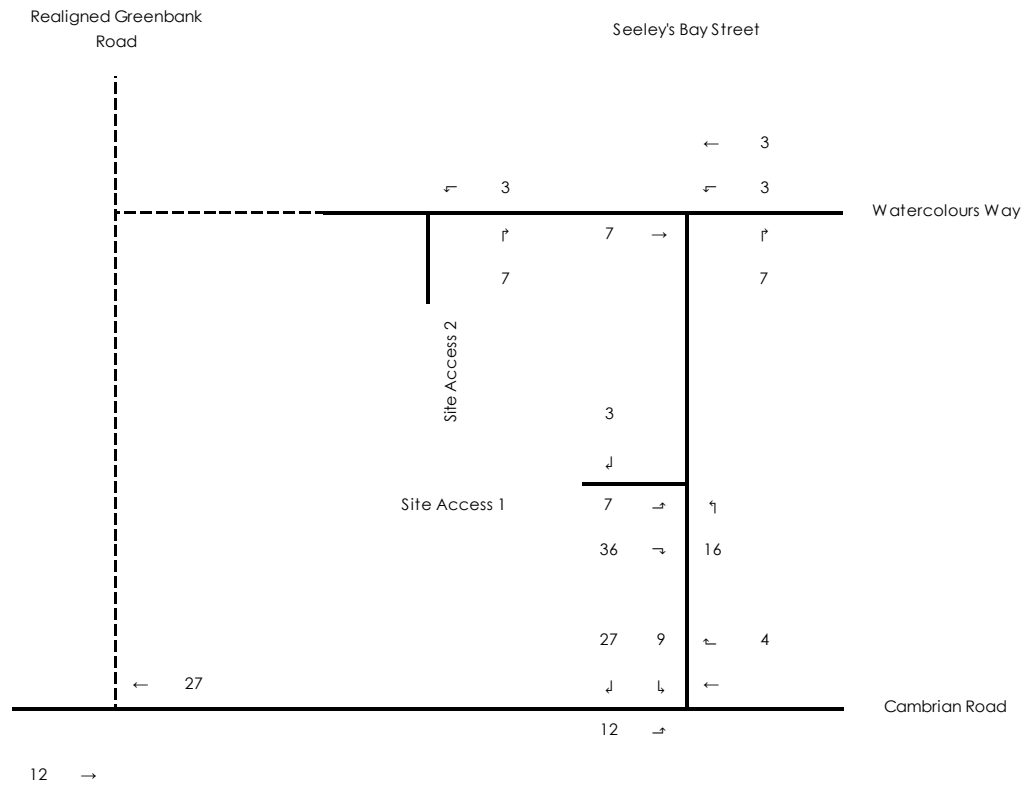 Realigned Greenbank
Road
Seeley's Bay Street
← 3
↽ 3 ↽ 3
Watercolours Way
↱ 7 → ↱
7 7
Site Access 2
3
↲
Site Access 1 7 ⬏ ↰
36 ⬎ 16
27 9 ⬑ 4
← 27 ↲ ↳ ←
Cambrian Road
12 ⬏
12 →